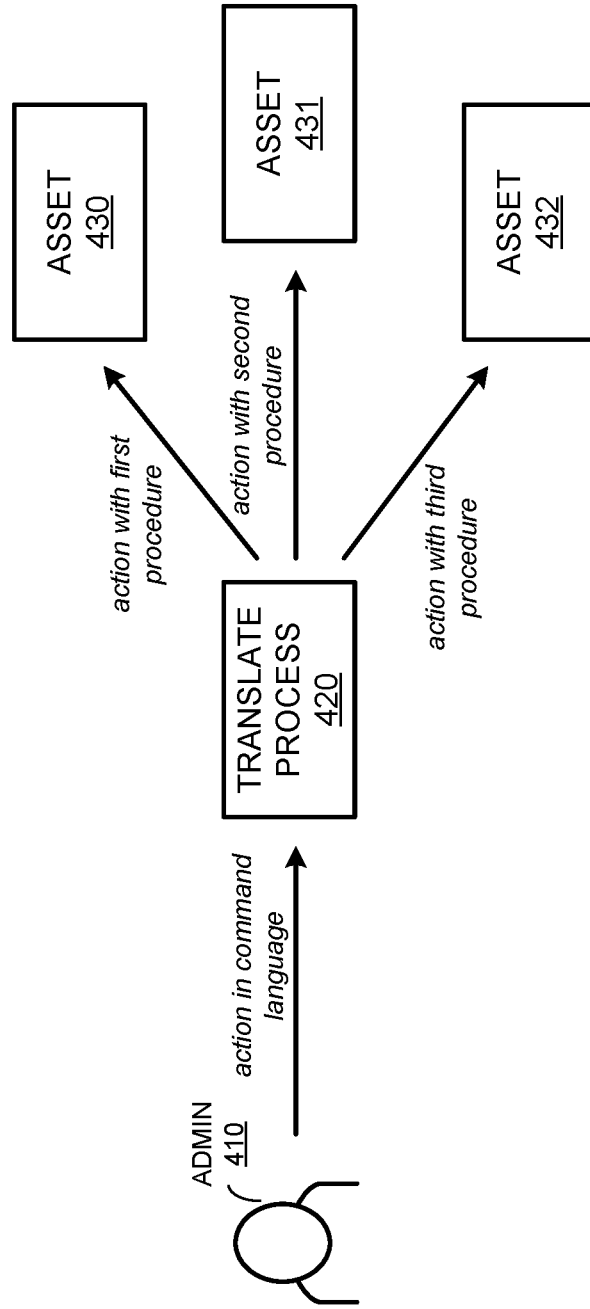 ADMIN
410
action in command
language
TRANSLATE
PROCESS
420
action with first
procedure
action with second
procedure
action with third
procedure
ASSET
430
ASSET
431
ASSET
432